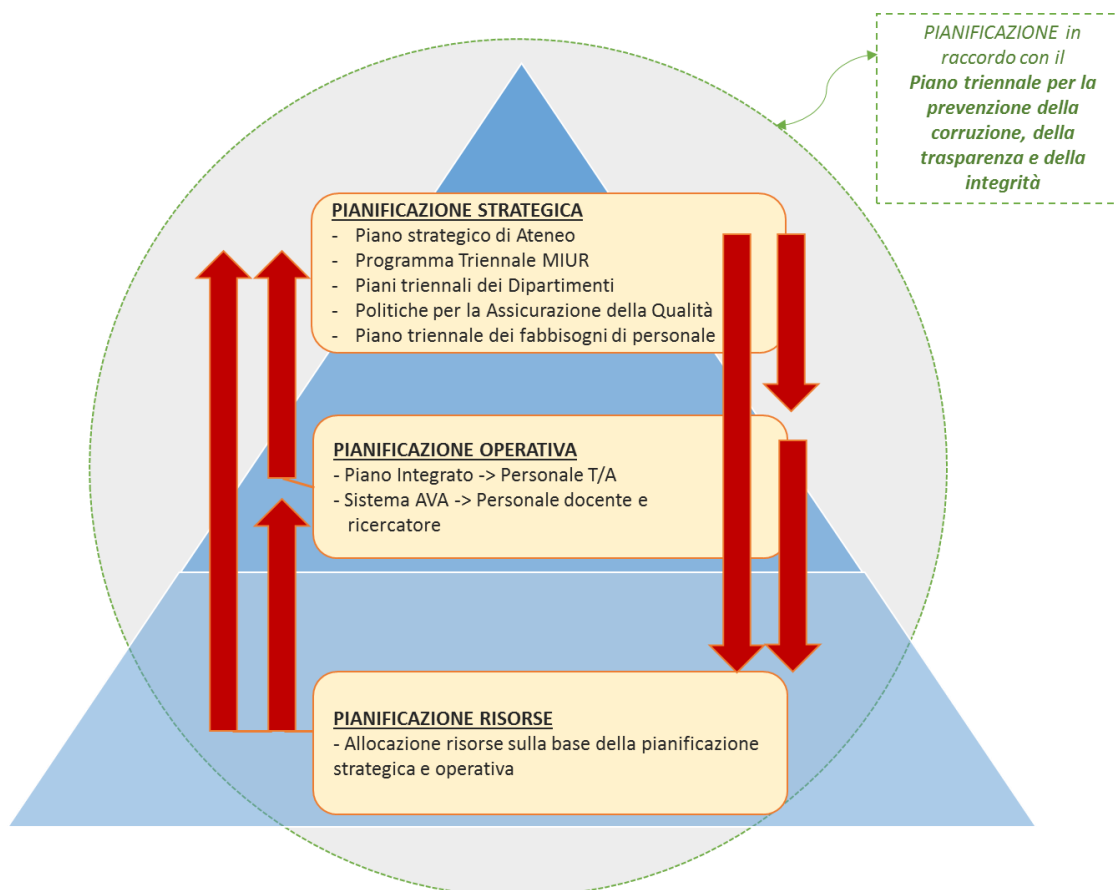 PIANIFICAZIONE in
raccordo con il
Piano triennale per la
prevenzione della
corruzione, della
trasparenza e della
integrità
PIANIFICAZIONE STRATEGICA
- Piano strategico di Ateneo
- Programma Triennale MIUR
- Piani triennali dei Dipartimenti
- Politiche per la Assicurazione della Qualità
- Piano triennale dei fabbisogni di personale
PIANIFICAZIONE OPERATIVA
- Piano Integrato -> Personale T/A
- Sistema AVA -> Personale docente e
ricercatore
PIANIFICAZIONE RISORSE
- Allocazione risorse sulla base della pianificazione
strategica e operativa